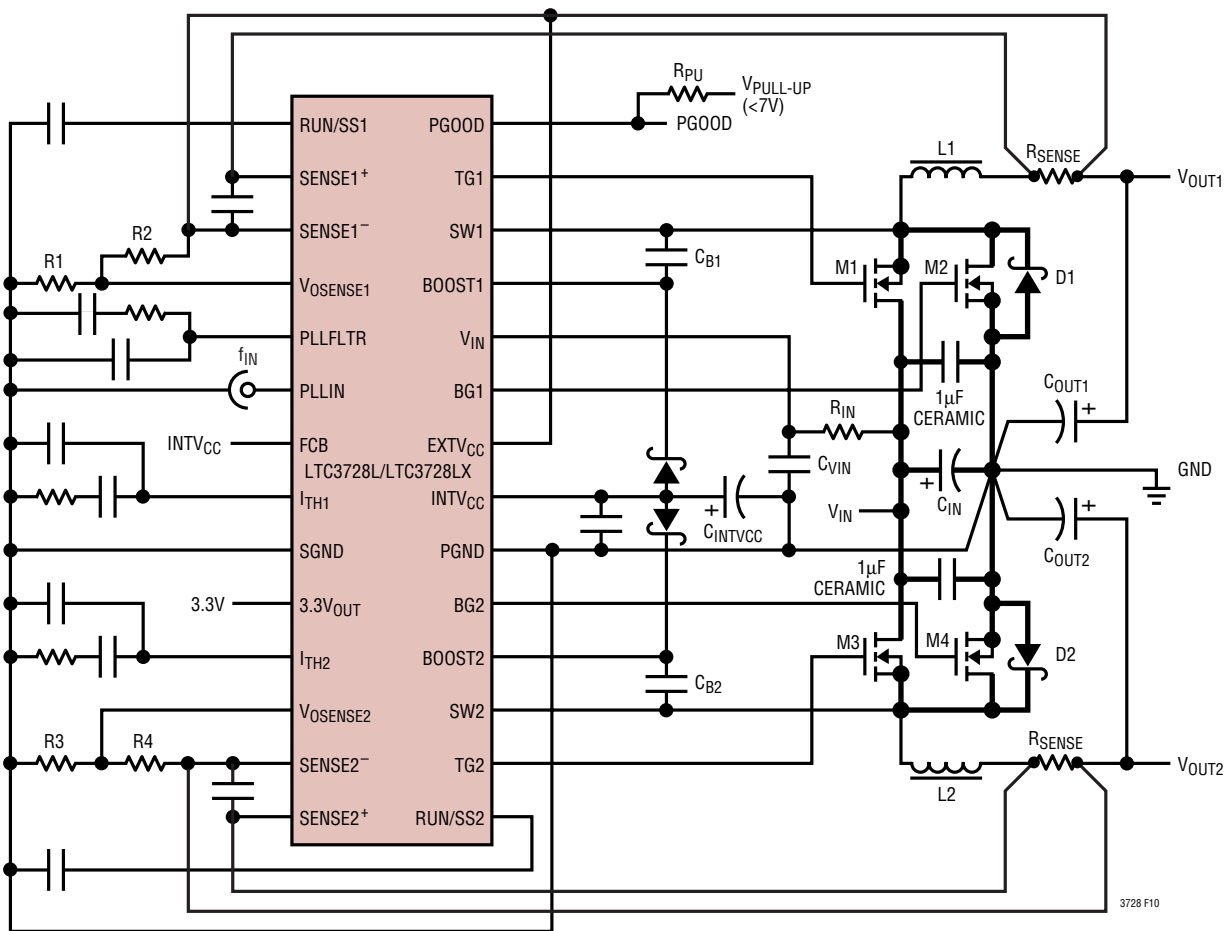 RPU
VPULL-UP
(<7V)
PGOOD
RUN/SS1
PGOOD
SENSE1+
TG1
L1
RSENSE
VOUT1
SENSE1–
SW1
R2
CB1
R1
M1
M2
D1
VOSENSE1
BOOST1
PLLFLTR
VIN
fIN
PLLIN
BG1
1μF
CERAMIC
COUT1
RIN
INTVCC
FCB
EXTVCC
CVIN
LTC3728L/LTC3728LX
GND
ITH1
INTVCC
+
CINTVCC
VIN
+
CIN
+
+
COUT2
SGND
PGND
1μF
CERAMIC
3.3V
3.3VOUT
BG2
M3
M4
D2
ITH2
BOOST2
CB2
VOSENSE2
SW2
R3
R4
RSENSE
SENSE2–
TG2
VOUT2
L2
SENSE2+
RUN/SS2
3728 F10